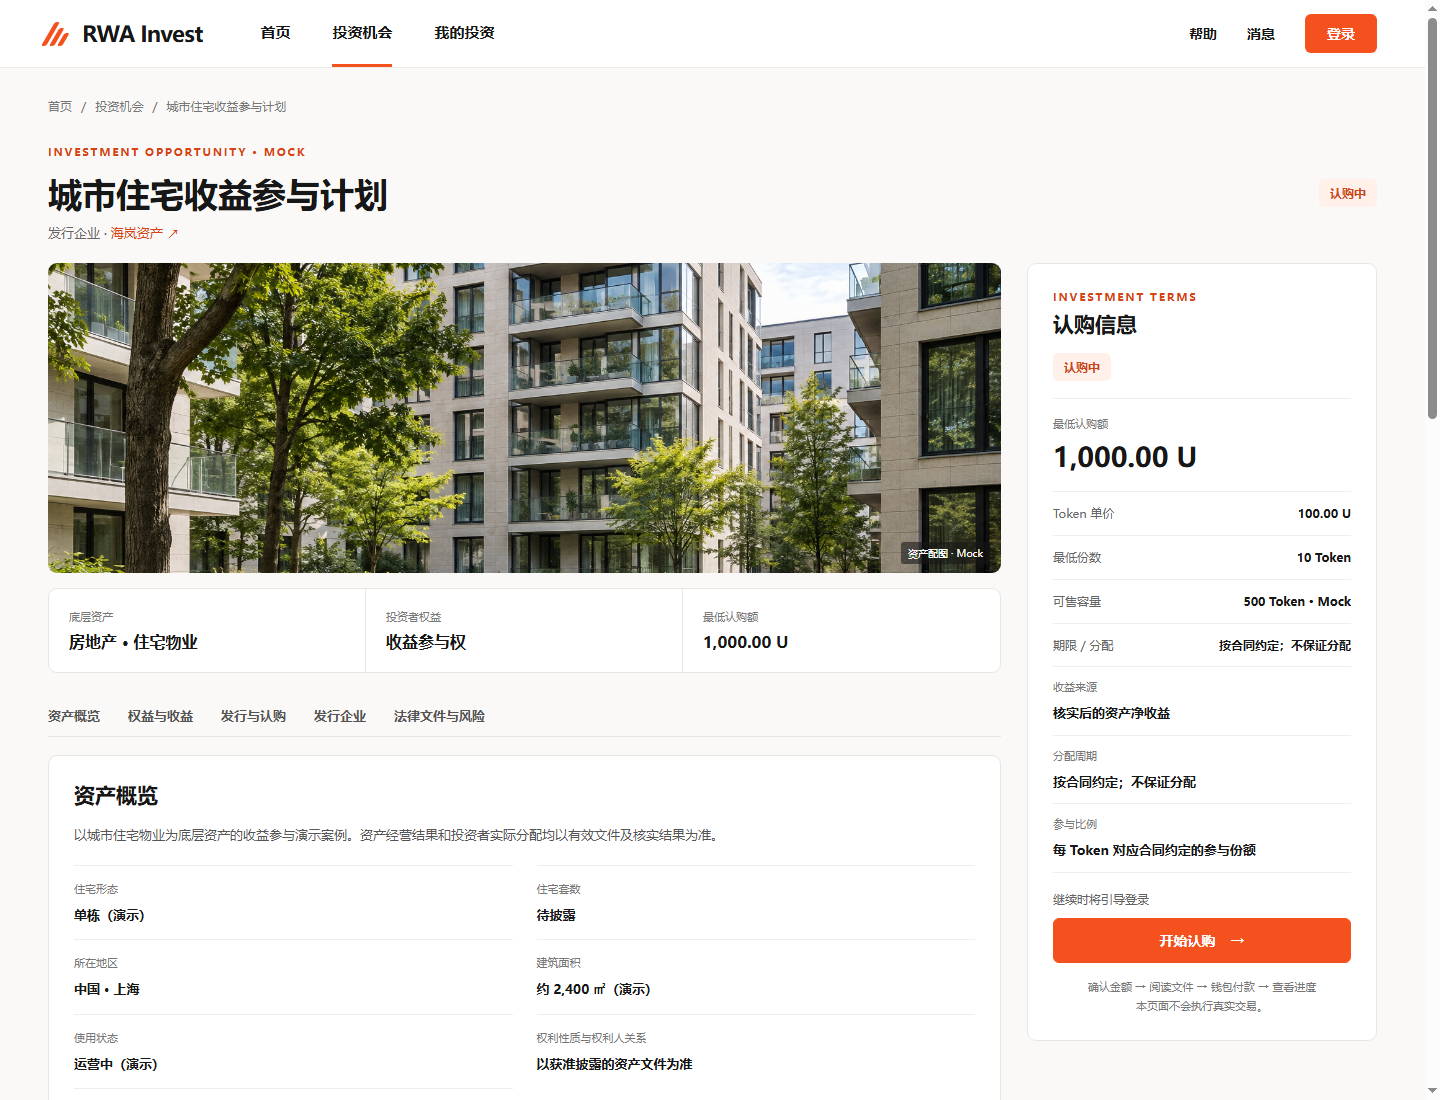 RWA Invest
首页
投资机会
我的投资
帮助
消息
登录
首页 / 投资机会 / 城市住宅收益参与计划
INVESTMENT OPPORTUNITY • MOCK
城市住宅收益参与计划
认购中
发行企业 · 海岚资产 ↗
资产配图 · Mock
底层资产
房地产 • 住宅物业
投资者权益
收益参与权
最低认购额
1,000.00 U
资产概览
权益与收益
发行与认购
发行企业
法律文件与风险
资产概览
以城市住宅物业为底层资产的收益参与演示案例。资产经营结果和投资者实际分配均以有效文件及核实结果为准。
住宅形态
单栋（演示）
住宅套数
待披露
所在地区
中国 • 上海
建筑面积
约 2,400 ㎡（演示）
使用状态
运营中（演示）
权利性质与权利人关系
以获准披露的资产文件为准
INVESTMENT TERMS
认购信息
认购中
最低认购额
1,000.00 U
Token 单价 100.00 U
最低份数 10 Token
可售容量 500 Token • Mock
期限 / 分配 按合同约定；不保证分配
收益来源
核实后的资产净收益
分配周期
按合同约定；不保证分配
参与比例
每 Token 对应合同约定的参与份额
继续时将引导登录
开始认购 →
确认金额 → 阅读文件 → 钱包付款 → 查看进度
本页面不会执行真实交易。